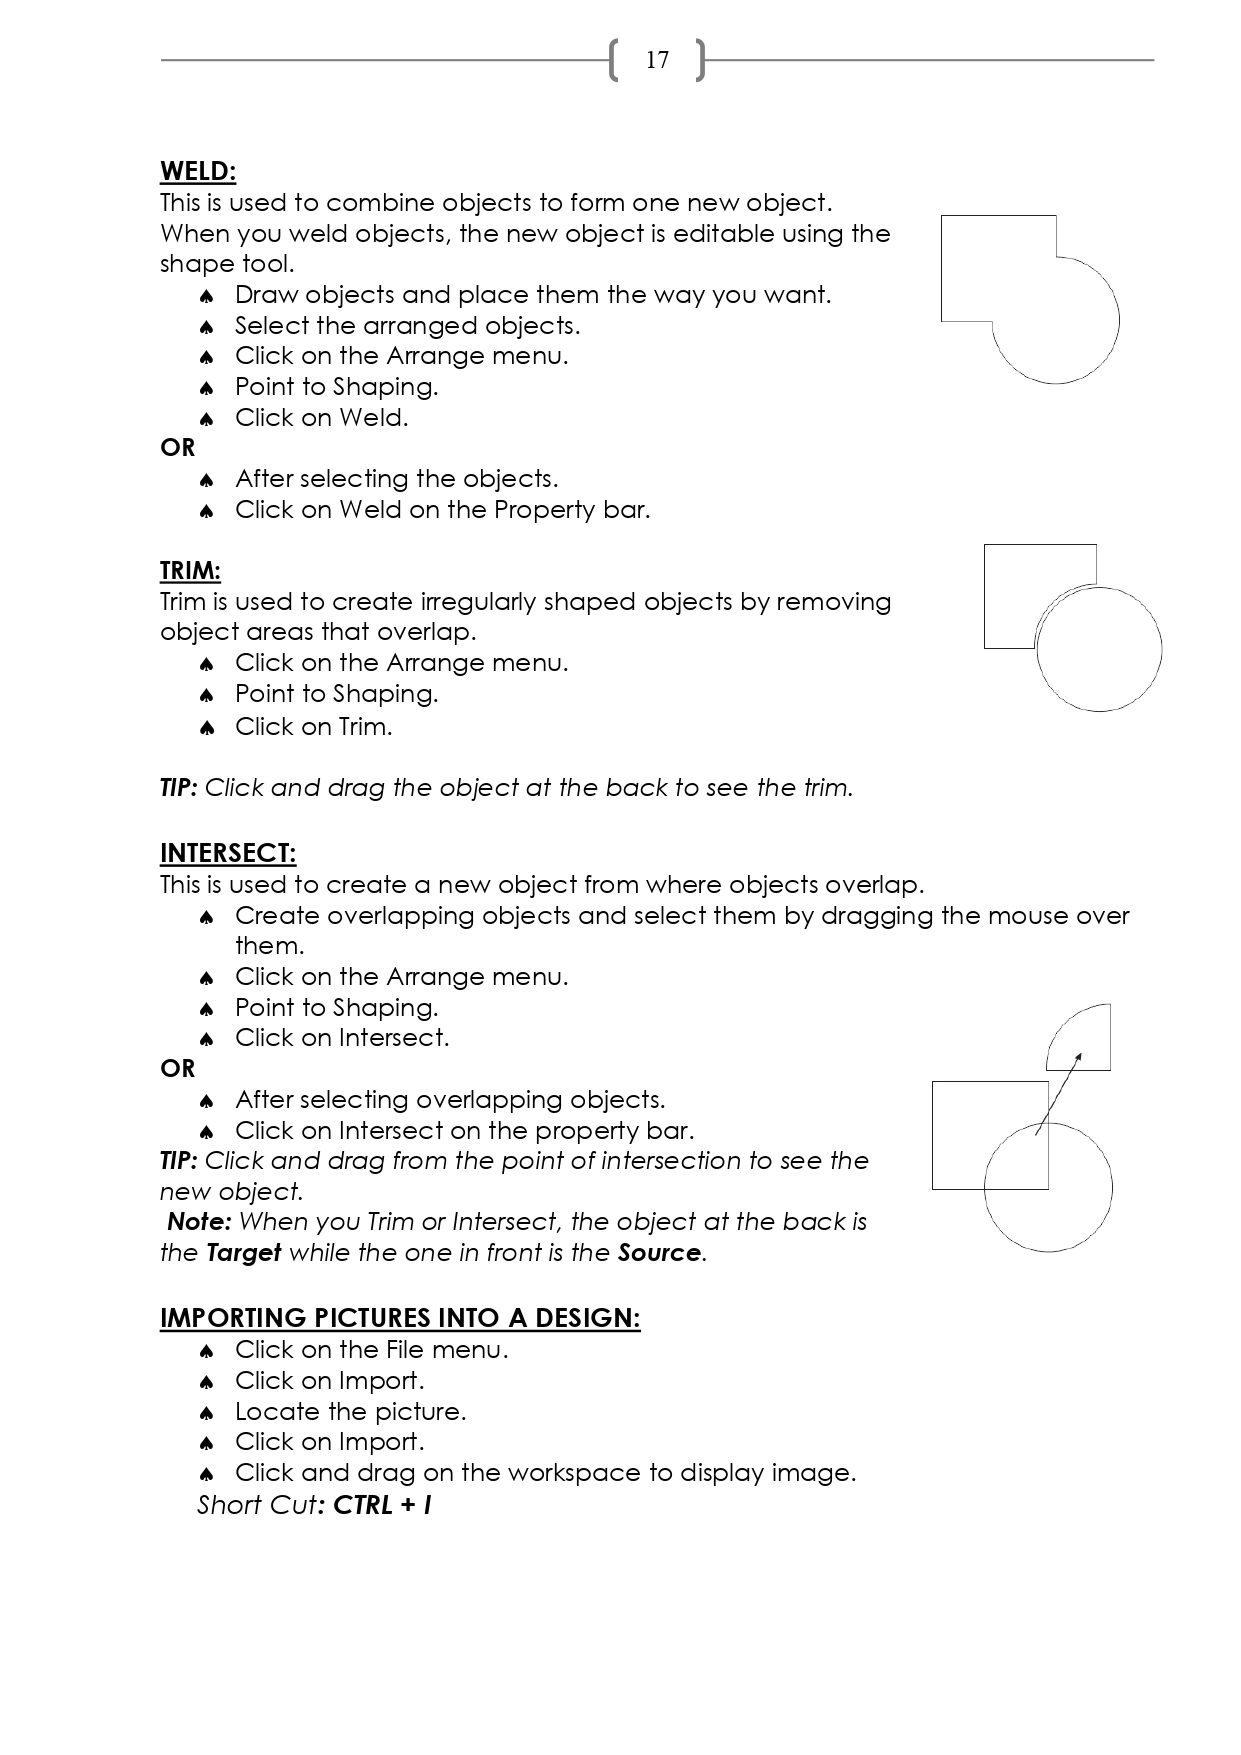 17
WELD:
This is used to combine objects to form one new object.
When you weld objects, the new object is editable using the
shape tool.
♠ Draw objects and place them the way you want.
♠ Select the arranged objects.
♠ Click on the Arrange menu.
♠ Point to Shaping.
♠ Click on Weld.
OR
♠ After selecting the objects.
♠ Click on Weld on the Property bar.
TRIM:
Trim is used to create irregularly shaped objects by removing
object areas that overlap.
♠ Click on the Arrange menu.
♠ Point to Shaping.
♠ Click on Trim.
TIP: Click and drag the object at the back to see the trim.
INTERSECT:
This is used to create a new object from where objects overlap.
♠ Create overlapping objects and select them by dragging the mouse over
them.
♠ Click on the Arrange menu.
♠ Point to Shaping.
♠ Click on Intersect.
OR
♠ After selecting overlapping objects.
♠ Click on Intersect on the property bar.
TIP: Click and drag from the point of intersection to see the
new object.
Note: When you Trim or Intersect, the object at the back is
the Target while the one in front is the Source.
IMPORTING PICTURES INTO A DESIGN:
♠ Click on the File menu.
♠ Click on Import.
♠ Locate the picture.
♠ Click on Import.
♠ Click and drag on the workspace to display image.
Short Cut: CTRL + I